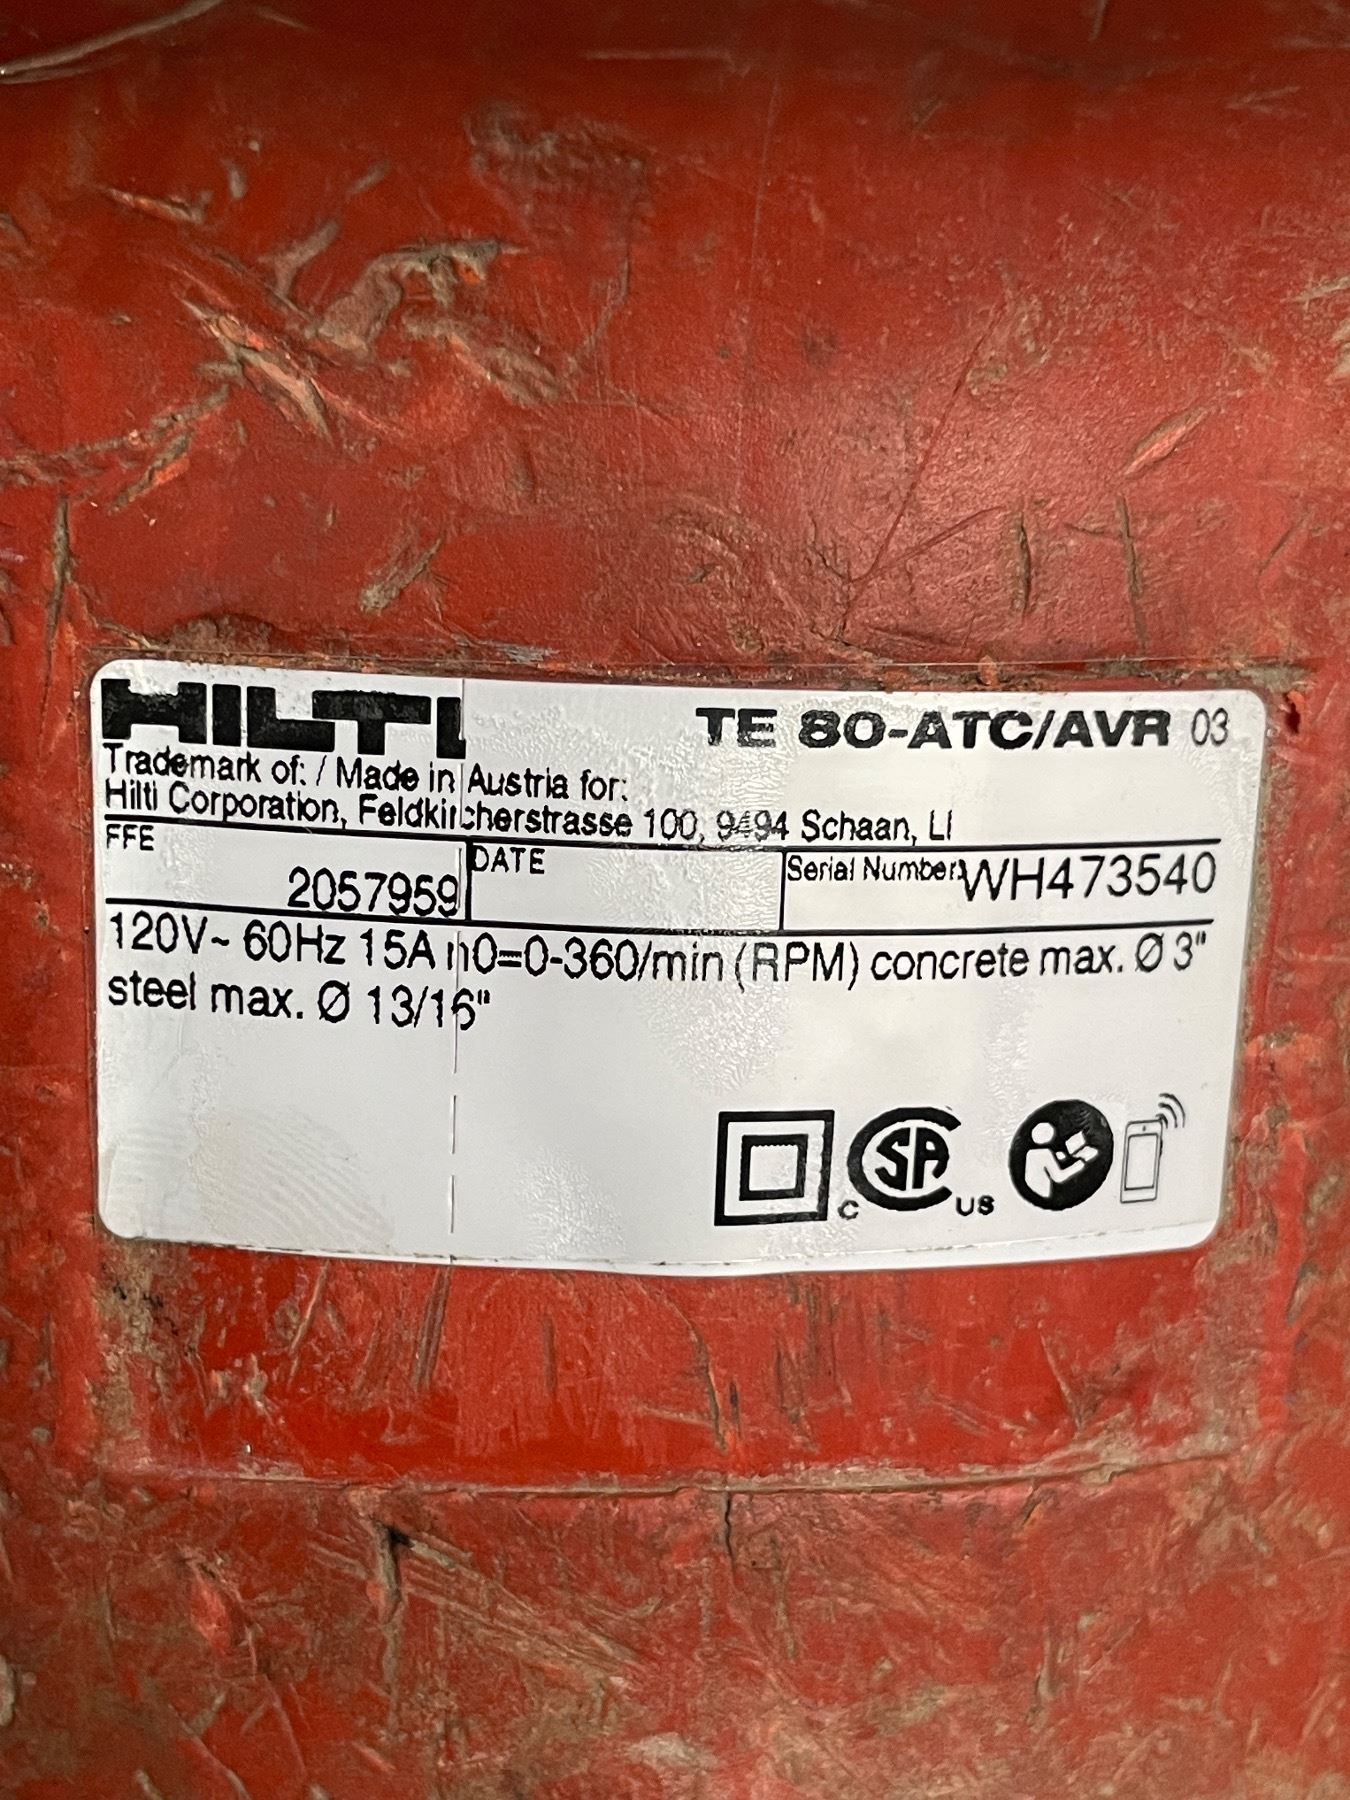 HILTI TE 80-ATC/AVR 03
Trademark of: / Made in Austria for:
Hilti Corporation, Feldkircherstrasse 100, 9494 Schaan, LI
FFE DATE Serial Number:
2057959 WH473540
120V~ 60Hz 15A n0=0-360/min (RPM) concrete max. Ø 3"
steel max. Ø 13/16"
C SA US